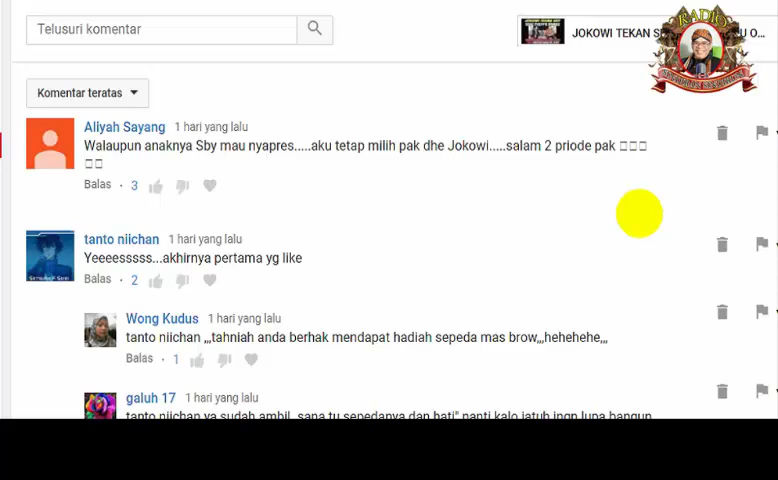 Telusuri komentar
JOKOWI TEKAN
O...
RADIO
Komentar teratas
Aliyah Sayang 1 hari yang lalu
Walaupun anaknya Sby mau nyapres.....aku tetap milih pak dhe Jokowi.....salam 2 priode pak □□□
□□
Balas · 3
tanto niichan 1 hari yang lalu
Yeeeesssss...akhirnya pertama yg like
Balas · 2
Wong Kudus 1 hari yang lalu
tanto niichan ,,,tahniah anda berhak mendapat hadiah sepeda mas brow,,,hehehehe,,,
Balas · 1
galuh 17 1 hari yang lalu
tanto niichan ya sudah ambil sana tu sepedanya dan hati" nanti kalo jatuh ingn lupa bangun